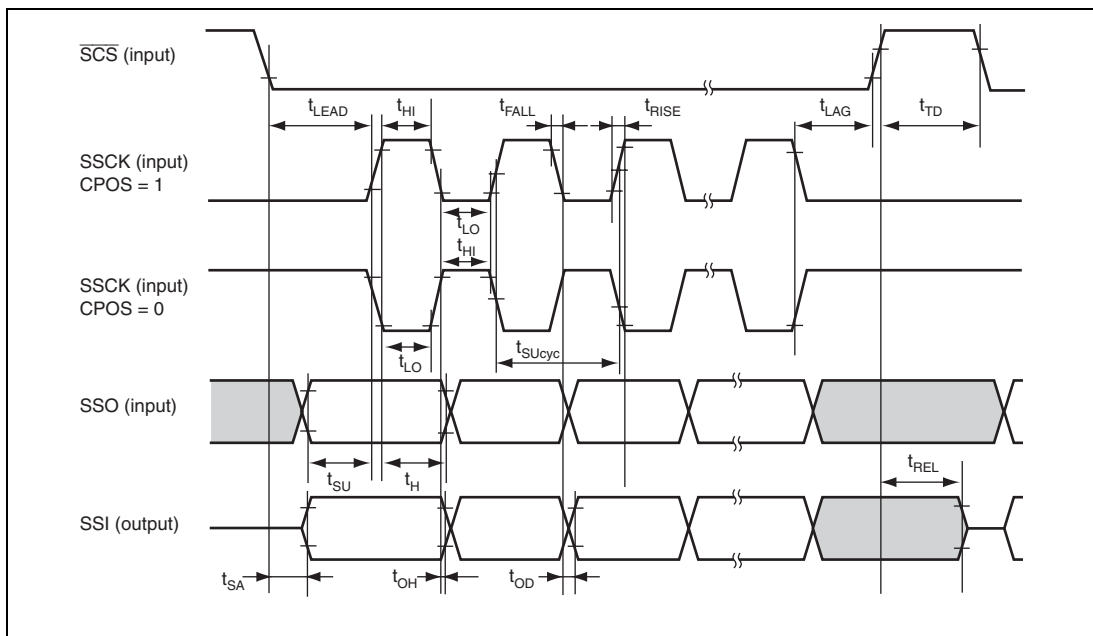 SCS (input)
tLEAD
tHI
tFALL
tRISE
tLAG
tTD
SSCK (input)
CPOS = 1
tLO
tHI
SSCK (input)
CPOS = 0
tLO
tSUcyc
SSO (input)
tSU
tH
tREL
SSI (output)
tSA
tOH
tOD